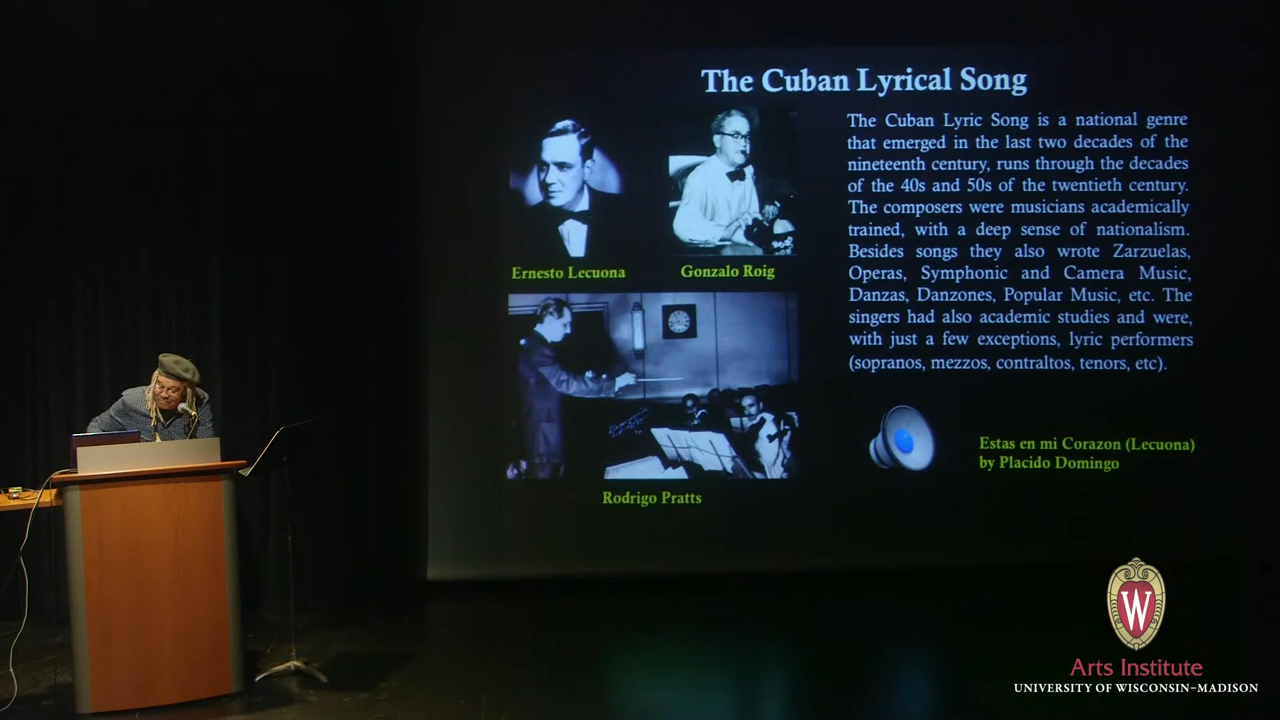 The Cuban Lyrical Song
Ernesto Lecuona
Gonzalo Roig
Rodrigo Pratts
The Cuban Lyric Song is a national genre
that emerged in the last two decades of the
nineteenth century, runs through the decades
of the 40s and 50s of the twentieth century.
The composers were musicians academically
trained, with a deep sense of nationalism.
Besides songs they also wrote Zarzuelas,
Operas, Symphonic and Camera Music,
Danzas, Danzones, Popular Music, etc. The
singers had also academic studies and were,
with just a few exceptions, lyric performers
(sopranos, mezzos, contraltos, tenors, etc).
Estas en mi Corazon (Lecuona)
by Placido Domingo
W
Arts Institute
UNIVERSITY OF WISCONSIN–MADISON